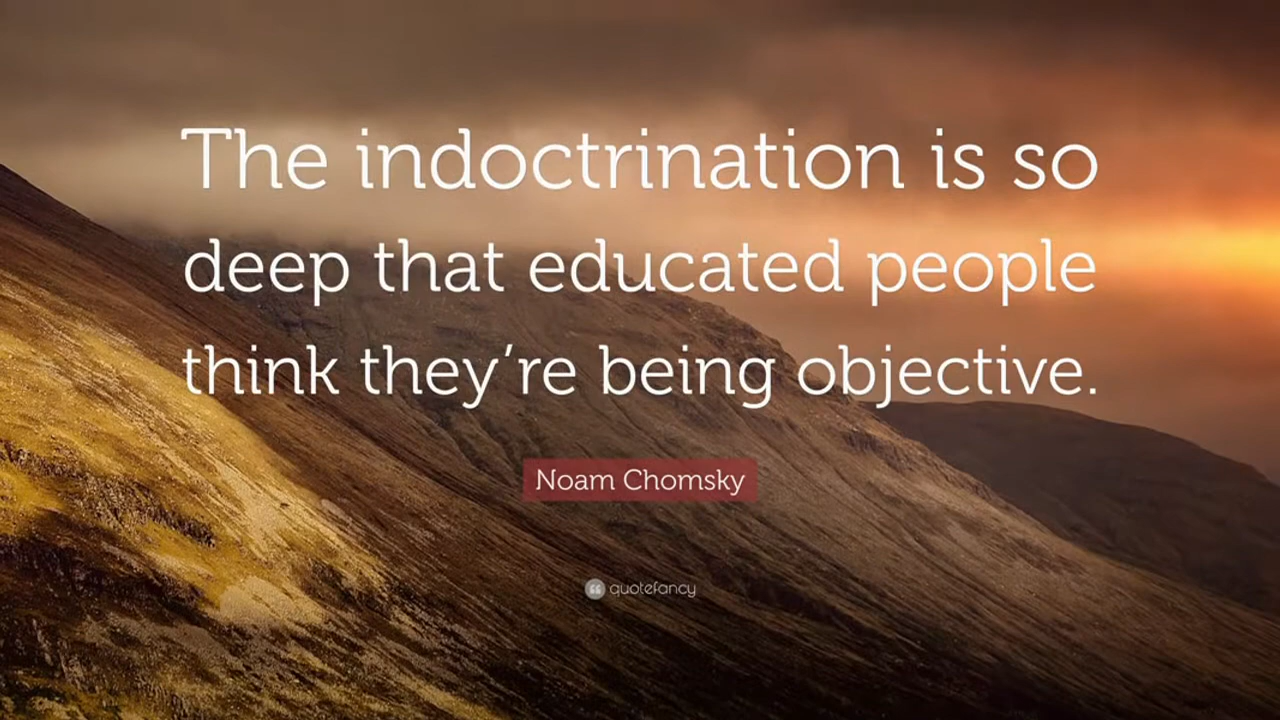 The indoctrination is so
deep that educated people
think they’re being objective.
Noam Chomsky
quotefancy